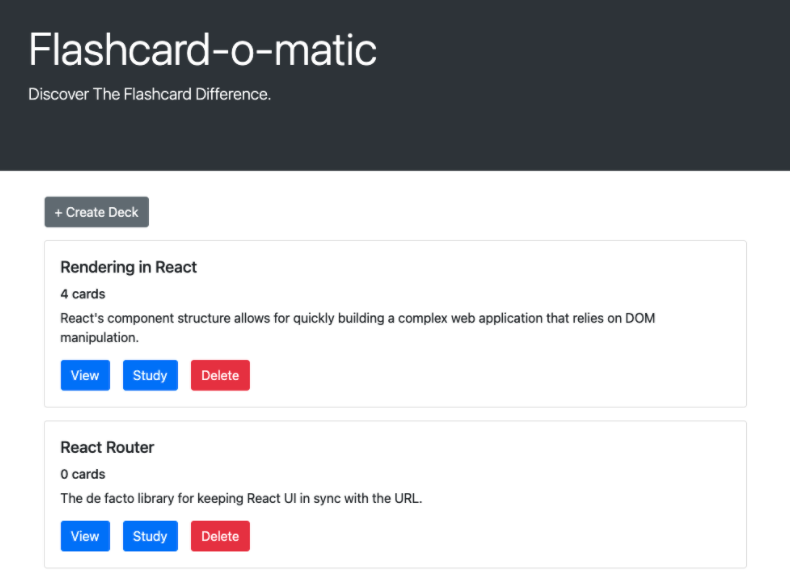 Flashcard-o-matic
Discover The Flashcard Difference.
+ Create Deck
Rendering in React
4 cards
React's component structure allows for quickly building a complex web application that relies on DOM
manipulation.
View Study Delete
React Router
0 cards
The de facto library for keeping React UI in sync with the URL.
View Study Delete